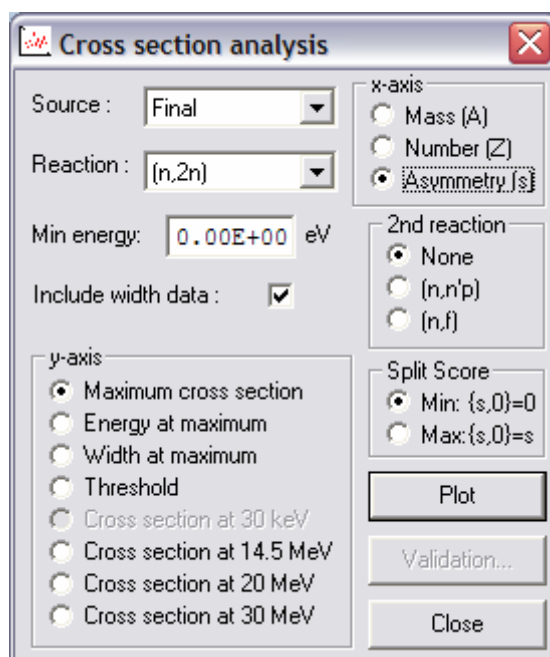 Cross section analysis
Source :
Final
Reaction :
(n,2n)
Min energy:
0.00E+00
eV
Include width data :
y-axis
Maximum cross section
Energy at maximum
Width at maximum
Threshold
Cross section at 30 keV
Cross section at 14.5 MeV
Cross section at 20 MeV
Cross section at 30 MeV
x-axis
Mass (A)
Number (Z)
Asymmetry (s)
2nd reaction
None
(n,n'p)
(n,f)
Split Score
Min: {s,0}=0
Max:{s,0}=s
Plot
Validation...
Close